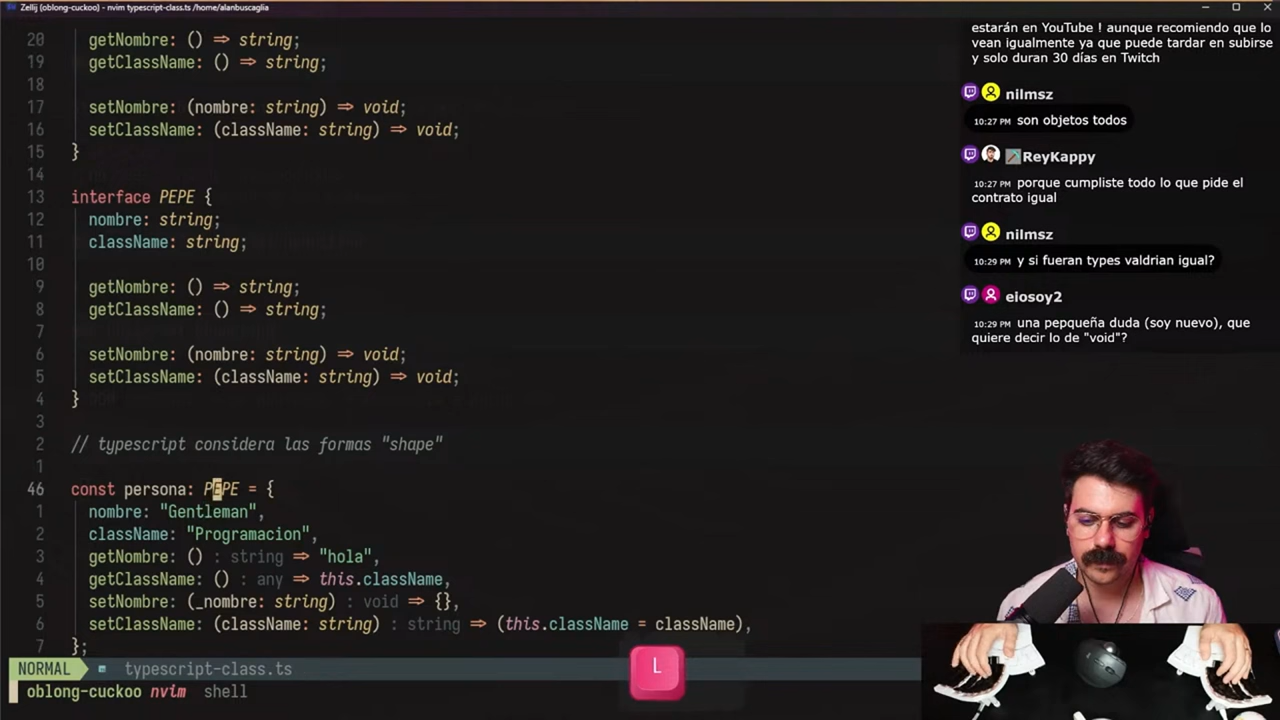 Zellij (oblong-cuckoo) - nvim typescript-class.ts /home/alanbuscaglia
20 getNombre: () => string;
19 getClassName: () => string;
18
17 setNombre: (nombre: string) => void;
16 setClassName: (className: string) => void;
15 }
14
13 interface PEPE {
12 nombre: string;
11 className: string;
10
9 getNombre: () => string;
8 getClassName: () => string;
7
6 setNombre: (nombre: string) => void;
5 setClassName: (className: string) => void;
4 }
3
2 // typescript considera las formas "shape"
1
46 const persona: PEPE = {
1 nombre: "Gentleman",
2 className: "Programacion",
3 getNombre: () : string => "hola",
4 getClassName: () : any => this.className,
5 setNombre: (_nombre: string) : void => {},
6 setClassName: (className: string) : string => (this.className = className),
7 };
NORMAL typescript-class.ts
oblong-cuckoo nvim shell
L
estarán en YouTube ! aunque recomiendo que lo
vean igualmente ya que puede tardar en subirse
y solo duran 30 días en Twitch
nilmsz
10:27 PM son objetos todos
ReyKappy
10:27 PM porque cumpliste todo lo que pide el
contrato igual
nilmsz
10:29 PM y si fueran types valdrian igual?
eiosoy2
10:29 PM una pepqueña duda (soy nuevo), que
quiere decir lo de "void"?